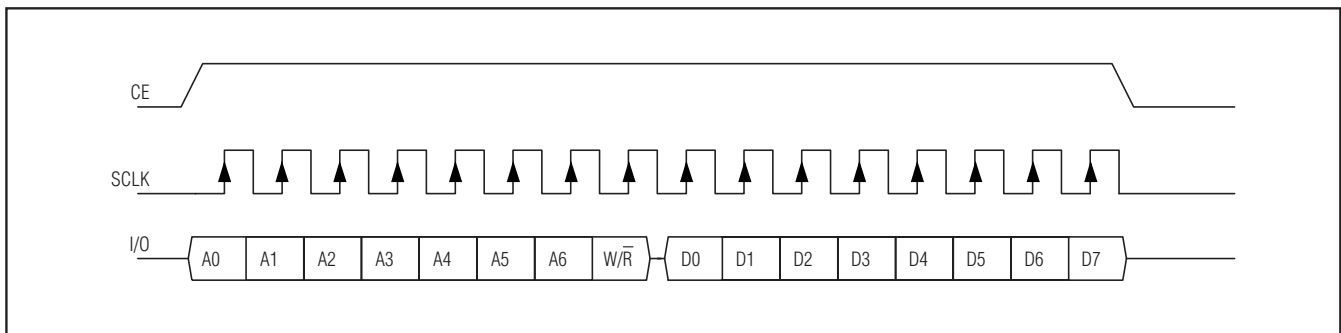 CE
SCLK
I/O A0 A1 A2 A3 A4 A5 A6 W/R̅ D0 D1 D2 D3 D4 D5 D6 D7